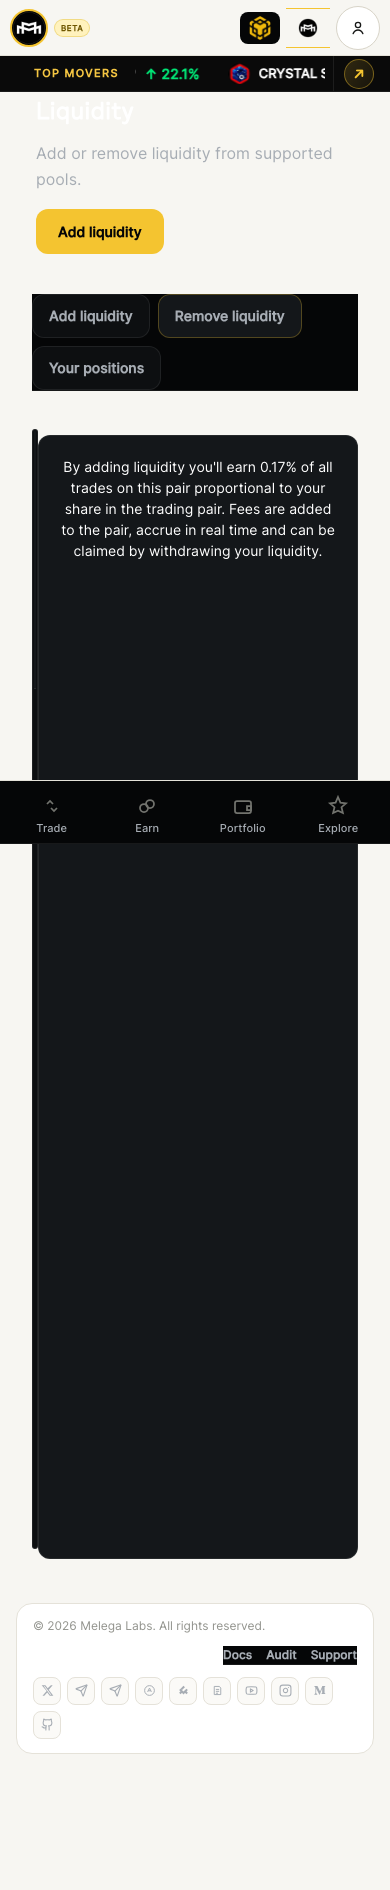 BETA
TOP MOVERS
↑ 22.1%
CRYSTAL
Liquidity
Add or remove liquidity from supported
pools.
Add liquidity
Add liquidity
Remove liquidity
Your positions
By adding liquidity you'll earn 0.17% of all
trades on this pair proportional to your
share in the trading pair. Fees are added
to the pair, accrue in real time and can be
claimed by withdrawing your liquidity.
Trade
Earn
Portfolio
Explore
© 2026 Melega Labs. All rights reserved.
Docs Audit Support